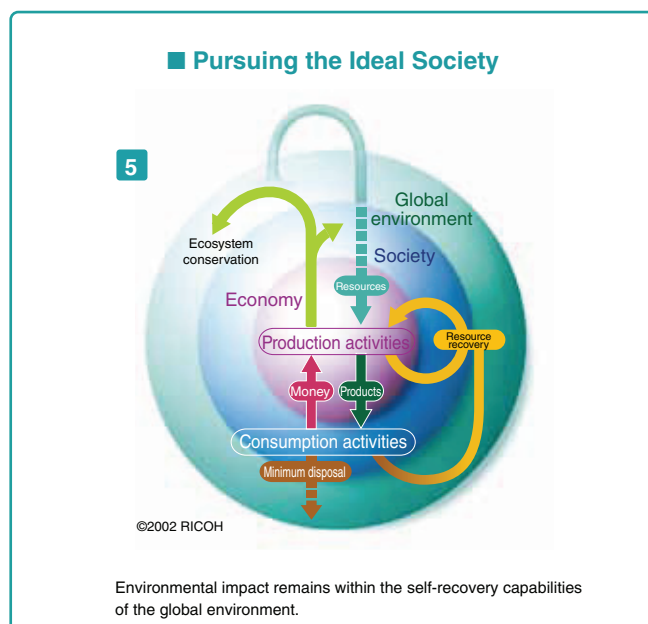 ■ Pursuing the Ideal Society
5
Global
environment
Ecosystem
conservation
Society
Economy
Resources
Production activities
Resource
recovery
Money
Products
Consumption activities
Minimum disposal
©2002 RICOH
Environmental impact remains within the self-recovery capabilities
of the global environment.